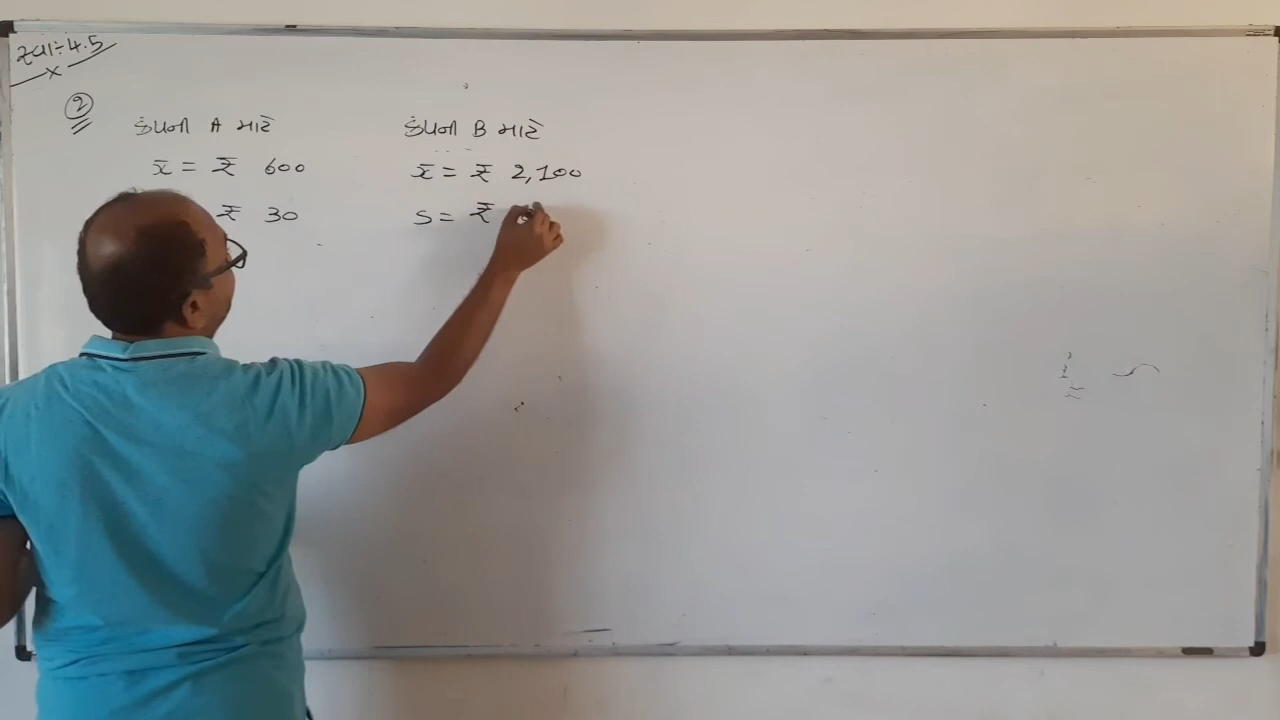 સ્વા÷4.5
②
કંપની A માટે
x̄ = ₹ 600
₹ 30
કંપની B માટે
x̄ = ₹ 2,100
S = ₹